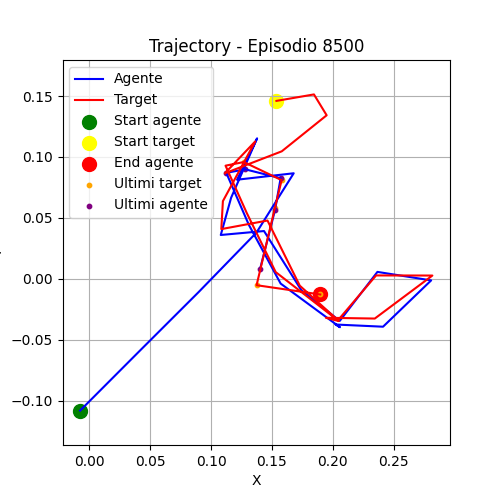 Trajectory - Episodio 8500
Agente
Target
Start agente
Start target
End agente
Ultimi target
Ultimi agente
0.15
0.10
0.05
0.00
−0.05
−0.10
0.00 0.05 0.10 0.15 0.20 0.25
X